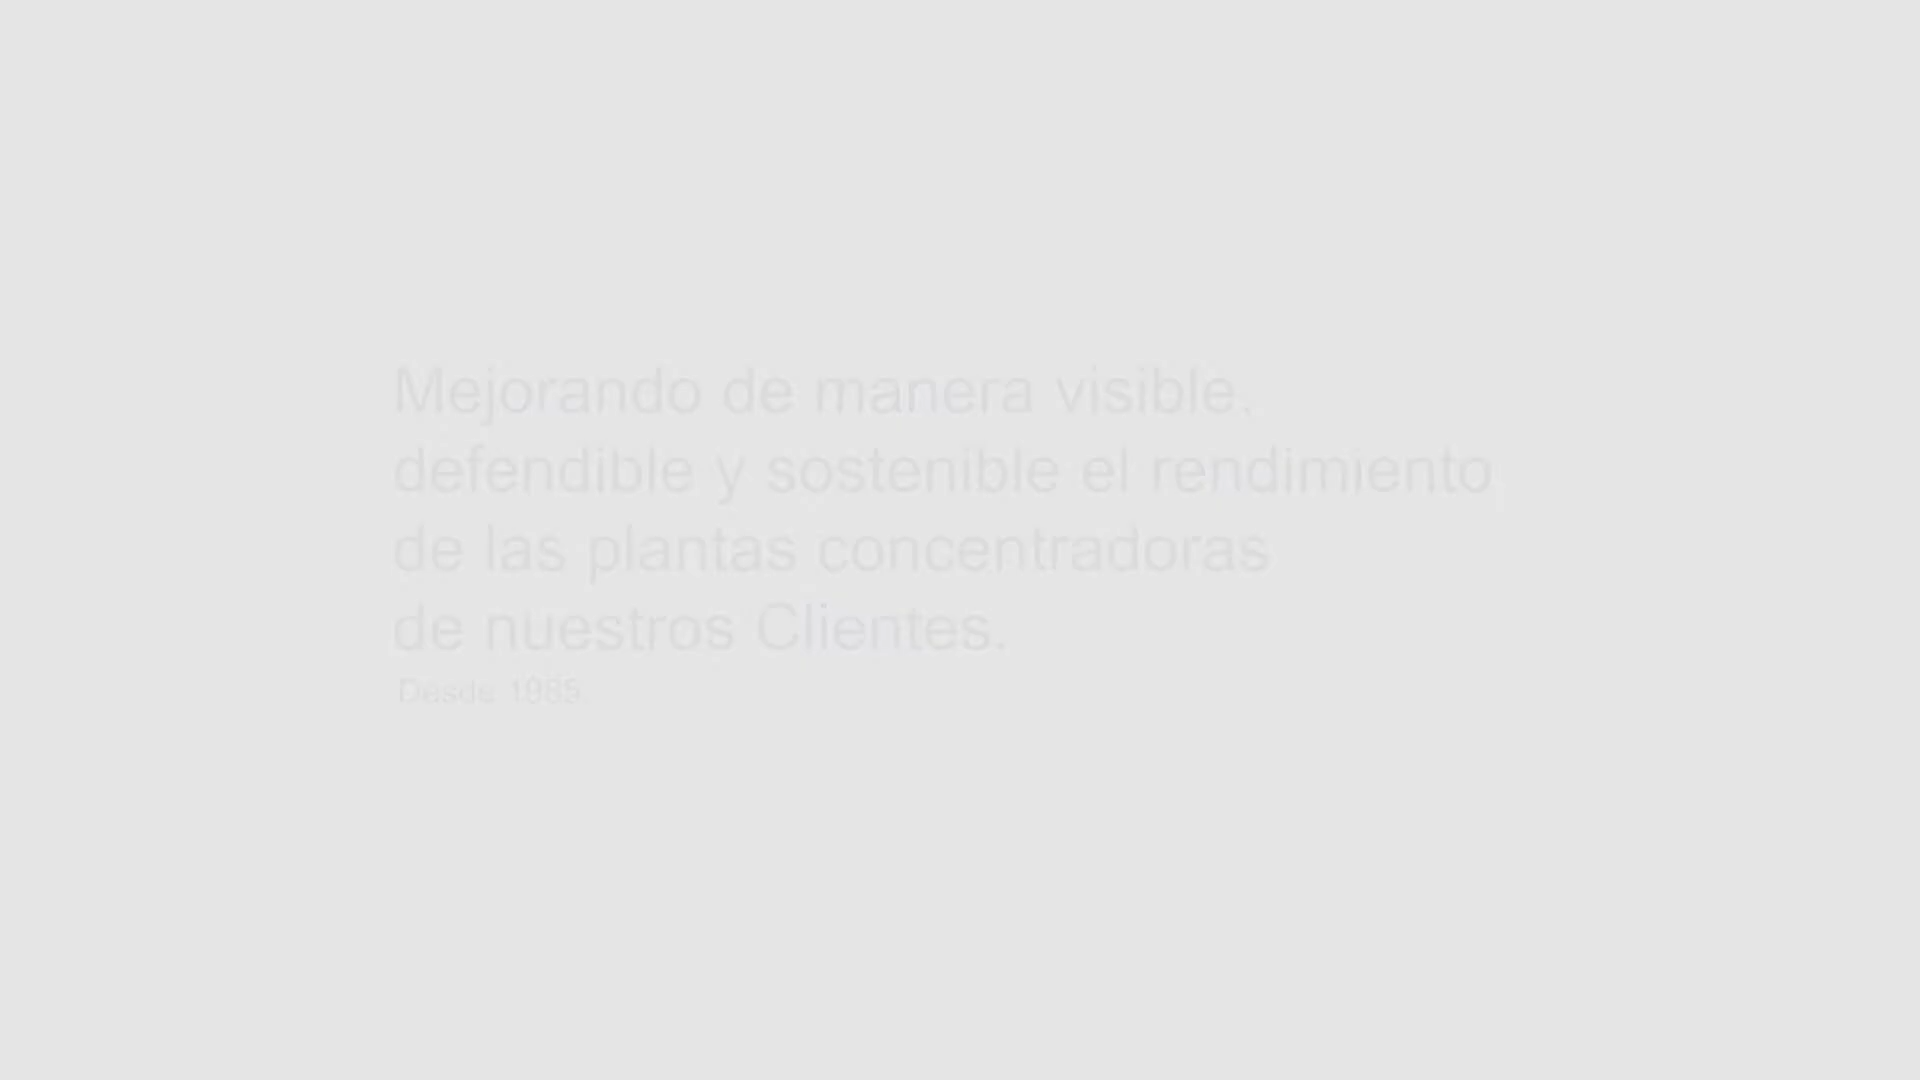 Mejorando de manera visible,
defendible y sostenible el rendimiento
de las plantas concentradoras
de nuestros Clientes.
Desde 1985.